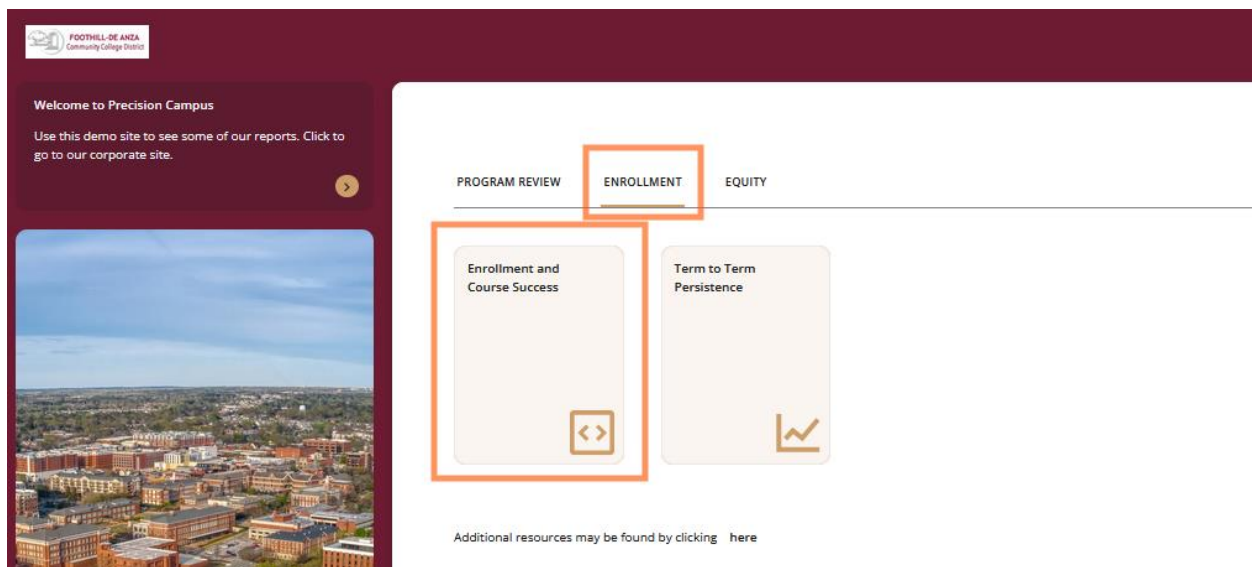 FOOTHILL-DE ANZA
Community College District
Welcome to Precision Campus
Use this demo site to see some of our reports. Click to
go to our corporate site.
PROGRAM REVIEW
ENROLLMENT
EQUITY
Enrollment and
Course Success
Term to Term
Persistence
Additional resources may be found by clicking here